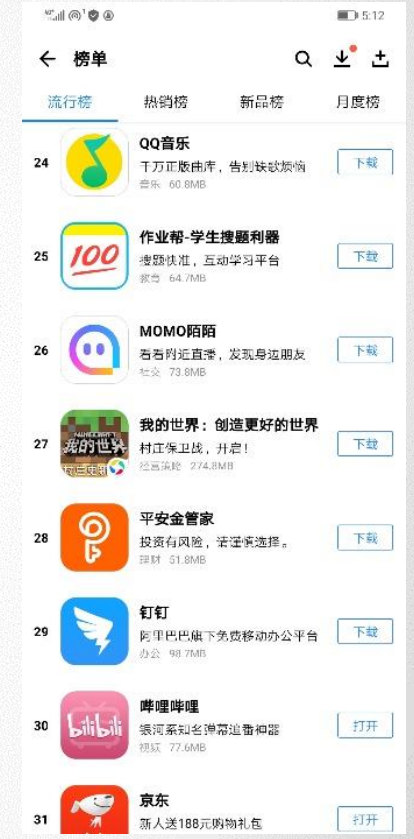 5:12
榜单
流行榜 热销榜 新品榜 月度榜
24
QQ音乐
千万正版曲库，告别缺歌烦恼
音乐 60.8MB
下载
25
100
作业帮-学生搜题利器
搜题快准，互动学习平台
教育 64.7MB
下载
26
MOMO陌陌
看看附近直播，发现身边朋友
社交 73.8MB
下载
27
MINECRAFT
我的世界
我的世界：创造更好的世界
村庄保卫战，开启！
经营策略 274.8MB
下载
28
平安金管家
投资有风险，请谨慎选择。
理财 51.8MB
下载
29
钉钉
阿里巴巴旗下免费移动办公平台
办公 98.7MB
下载
30
bilibili
哔哩哔哩
银河系知名弹幕追番神器
视频 77.6MB
打开
31
京东
新人送188元购物礼包
打开